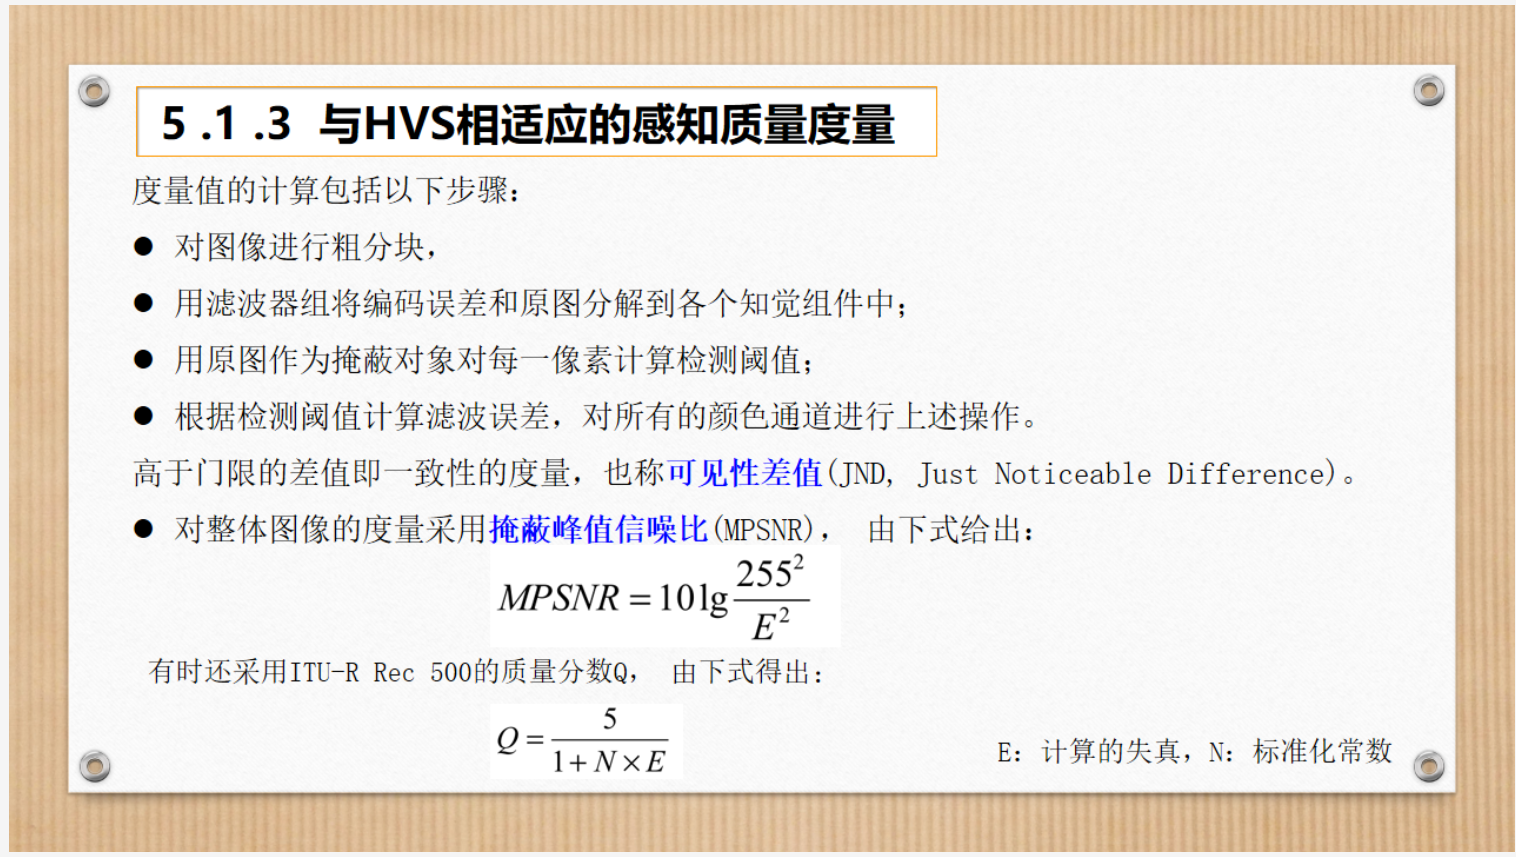 5 .1 .3 与HVS相适应的感知质量度量
度量值的计算包括以下步骤：
● 对图像进行粗分块，
● 用滤波器组将编码误差和原图分解到各个知觉组件中；
● 用原图作为掩蔽对象对每一像素计算检测阈值；
● 根据检测阈值计算滤波误差，对所有的颜色通道进行上述操作。
高于门限的差值即一致性的度量，也称可见性差值(JND, Just Noticeable Difference)。
● 对整体图像的度量采用掩蔽峰值信噪比(MPSNR)， 由下式给出：
MPSNR = 10 lg 255² / E²
有时还采用ITU-R Rec 500的质量分数Q， 由下式得出：
Q = 5 / 1 + N × E
E：计算的失真，N：标准化常数